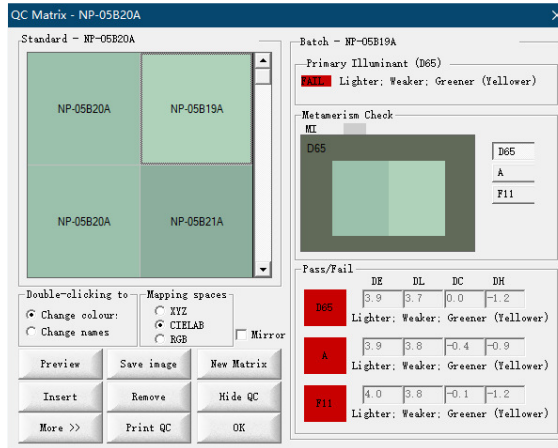 QC Matrix - NP-05B20A
Standard - NP-05B20A
NP-05B20A
NP-05B19A
NP-05B20A
NP-05B21A
Double-clicking to
Change colour:
Change names
Mapping spaces
XYZ
CIELAB
RGB
Mirror
Preview
Save image
New Matrix
Insert
Remove
Hide QC
More >>
Print QC
OK
Batch - NP-05B19A
Primary Illuminant (D65)
FAIL Lighter; Weaker; Greener (Yellower)
Metamerism Check
MI
D65
D65
A
F11
Pass/Fail
DE DL DC DH
D65 3.9 3.7 0.0 -1.2
Lighter; Weaker; Greener (Yellower)
A 3.9 3.8 -0.4 -0.9
Lighter; Weaker; Greener (Yellower)
F11 4.0 3.8 -0.1 -1.2
Lighter; Weaker; Greener (Yellower)